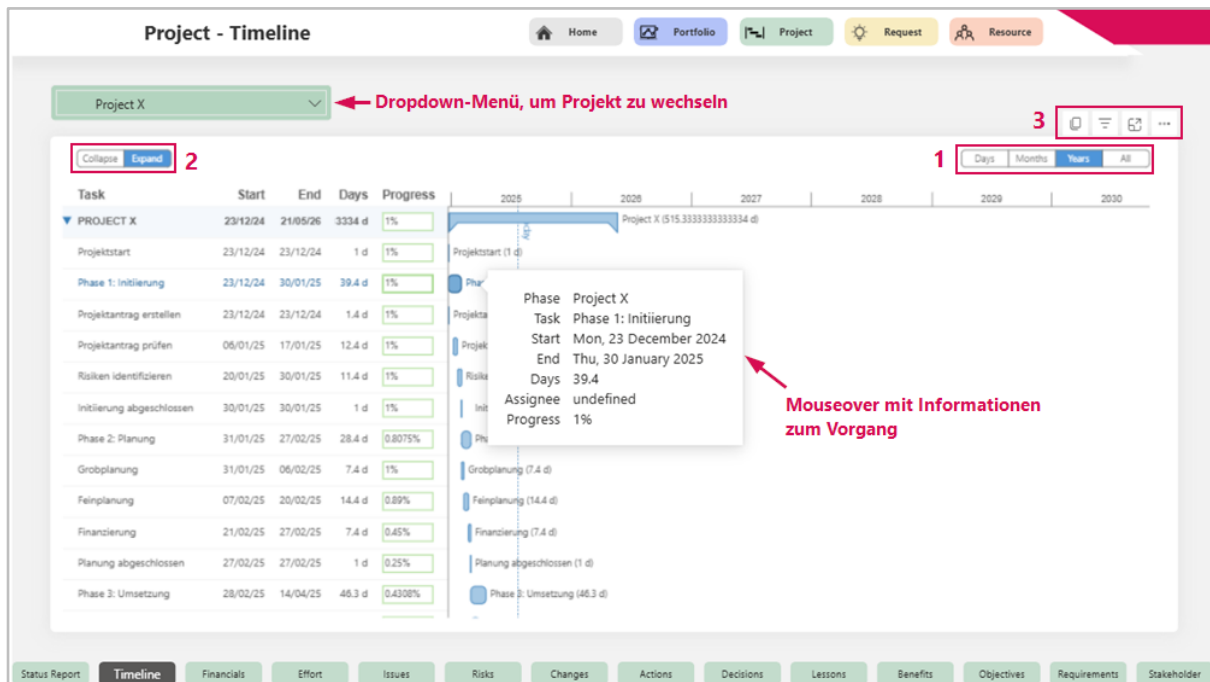 Project - Timeline
Home
Portfolio
Project
Request
Resource
Project X
Dropdown-Menü, um Projekt zu wechseln
3
Collapse Expand
2
1
Days Months Years All
Task Start End Days Progress
2025 2026 2027 2028 2029 2030
PROJECT X 23/12/24 21/05/26 3334 d 1% Project X (515.3333333333334 d)
Projektstart 23/12/24 23/12/24 1 d 1% Projektstart (1 d)
Phase 1: Initiierung 23/12/24 30/01/25 39.4 d 1%
Projektantrag erstellen 23/12/24 23/12/24 1.4 d 1%
Projektantrag prüfen 06/01/25 17/01/25 12.4 d 1%
Risiken identifizieren 20/01/25 30/01/25 11.4 d 1%
Initiierung abgeschlossen 30/01/25 30/01/25 1 d 1%
Phase 2: Planung 31/01/25 27/02/25 28.4 d 0.8075%
Grobplanung 31/01/25 06/02/25 7.4 d 1% Grobplanung (7.4 d)
Feinplanung 07/02/25 20/02/25 14.4 d 0.89% Feinplanung (14.4 d)
Finanzierung 21/02/25 27/02/25 7.4 d 0.45% Finanzierung (7.4 d)
Planung abgeschlossen 27/02/25 27/02/25 1 d 0.25% Planung abgeschlossen (1 d)
Phase 3: Umsetzung 28/02/25 14/04/25 46.3 d 0.4308% Phase 3: Umsetzung (46.3 d)
Phase Project X
Task Phase 1: Initiierung
Start Mon, 23 December 2024
End Thu, 30 January 2025
Days 39.4
Assignee undefined
Progress 1%
Mouseover mit Informationen
zum Vorgang
Status Report
Timeline
Financials
Effort
Issues
Risks
Changes
Actions
Decisions
Lessons
Benefits
Objectives
Requirements
Stakeholder